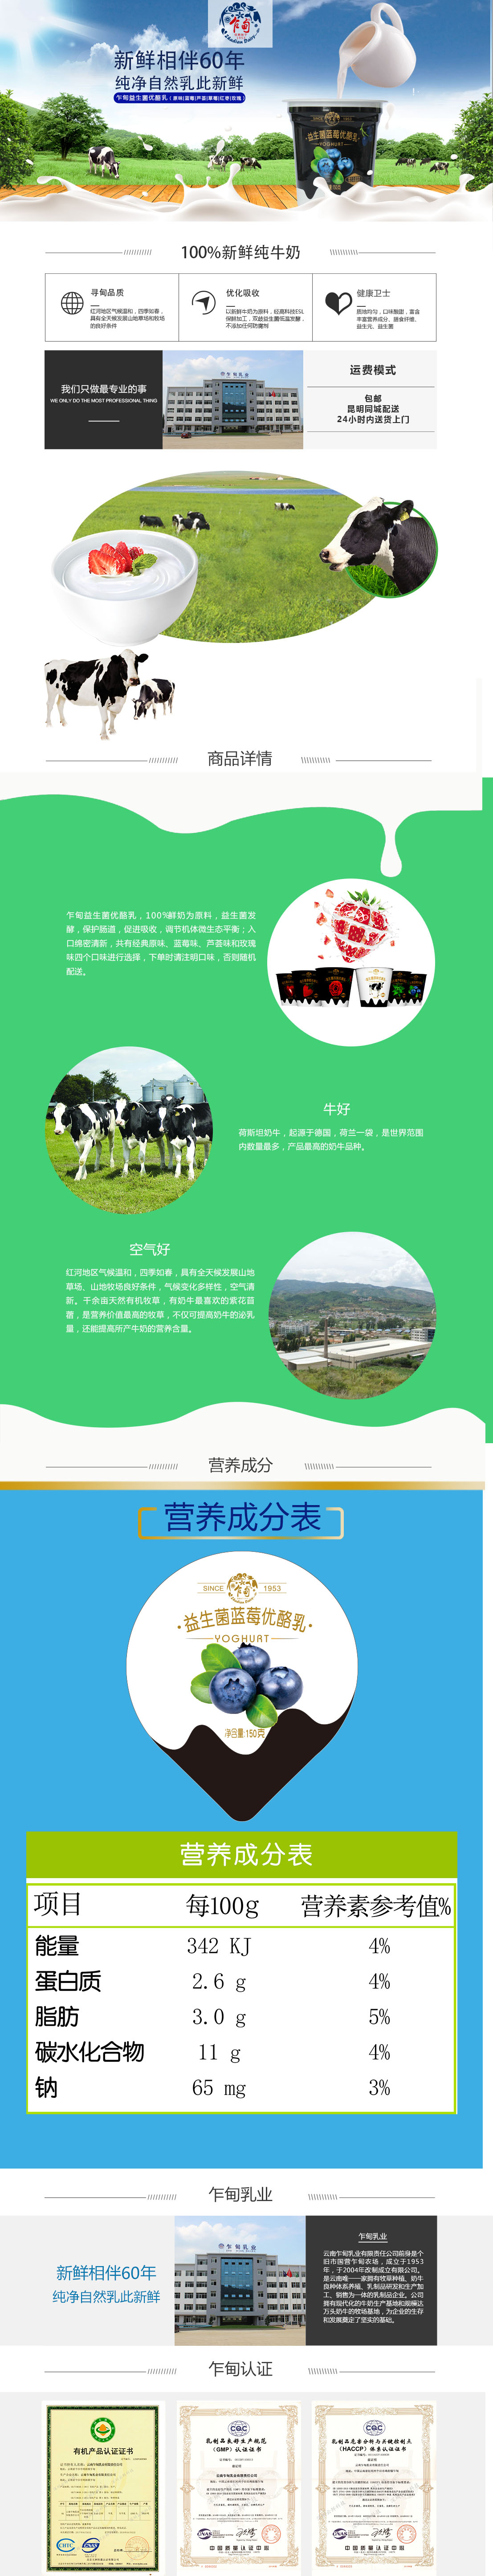 乍甸
新鲜相伴60年
纯净自然乳此新鲜
乍甸益生菌优酪乳（原味|蓝莓|芦荟|草莓|红枣|玫瑰）
益生菌蓝莓优酪乳
YOGHURT
100%新鲜纯牛奶
寻甸品质
红河地区气候温和，四季如春，
具有全天候发展山地草场和牧场
的良好条件
优化吸收
以新鲜牛奶为原料，经高科技ESL
保鲜加工，双歧益生菌低温发酵，
不添加任何防腐剂
健康卫士
质地均匀，口味酸甜，富含
丰富营养成分、膳食纤维、
益生元、益生菌
我们只做最专业的事
WE ONLY DO THE MOST PROFESSIONAL THING
乍甸乳业
运费模式
包邮
昆明同城配送
24小时内送货上门
商品详情
乍甸益生菌优酪乳，100%鲜奶为原料，益生菌发
酵，保护肠道，促进吸收，调节机体微生态平衡；入
口绵密清新，共有经典原味、蓝莓味、芦荟味和玫瑰
味四个口味进行选择，下单时请注明口味，否则随机
配送。
牛好
荷斯坦奶牛，起源于德国，荷兰一袋，是世界范围
内数量最多，产品最高的奶牛品种。
空气好
红河地区气候温和，四季如春，具有全天候发展山地
草场、山地牧场良好条件，气候变化多样性，空气清
新。千余亩天然有机牧草，有奶牛最喜欢的紫花苜
蓿，是营养价值最高的牧草，不仅可提高奶牛的泌乳
量，还能提高所产牛奶的营养含量。
营养成分
营养成分表
SINCE 1953
益生菌蓝莓优酪乳
YOGHURT
净含量:150克
营养成分表
项目 每100g 营养素参考值%
能量 342 KJ 4%
蛋白质 2.6 g 4%
脂肪 3.0 g 5%
碳水化合物 11 g 4%
钠 65 mg 3%
乍甸乳业
新鲜相伴60年
纯净自然乳此新鲜
乍甸乳业
乍甸乳业
云南乍甸乳业有限责任公司前身是个
旧市国营乍甸农场，成立于1953
年，于2004年改制成立有限公司。
是云南唯一一家拥有牧草种植、奶牛
良种体系养殖、乳制品研发和生产加
工、销售为一体的乳制品企业。公司
拥有现代化的牛奶生产基地和规模达
万头奶牛的牧场基地，为企业的生存
和发展奠定了坚实的基础。
乍甸认证
有机产品认证证书
CHTC
CNAS
CQC
乳制品良好生产规范
（GMP）认证证书
CNAS
中国质量认证中心
CQC
乳制品危害分析与关键控制点
（HACCP）体系认证证书
CNAS
中国质量认证中心